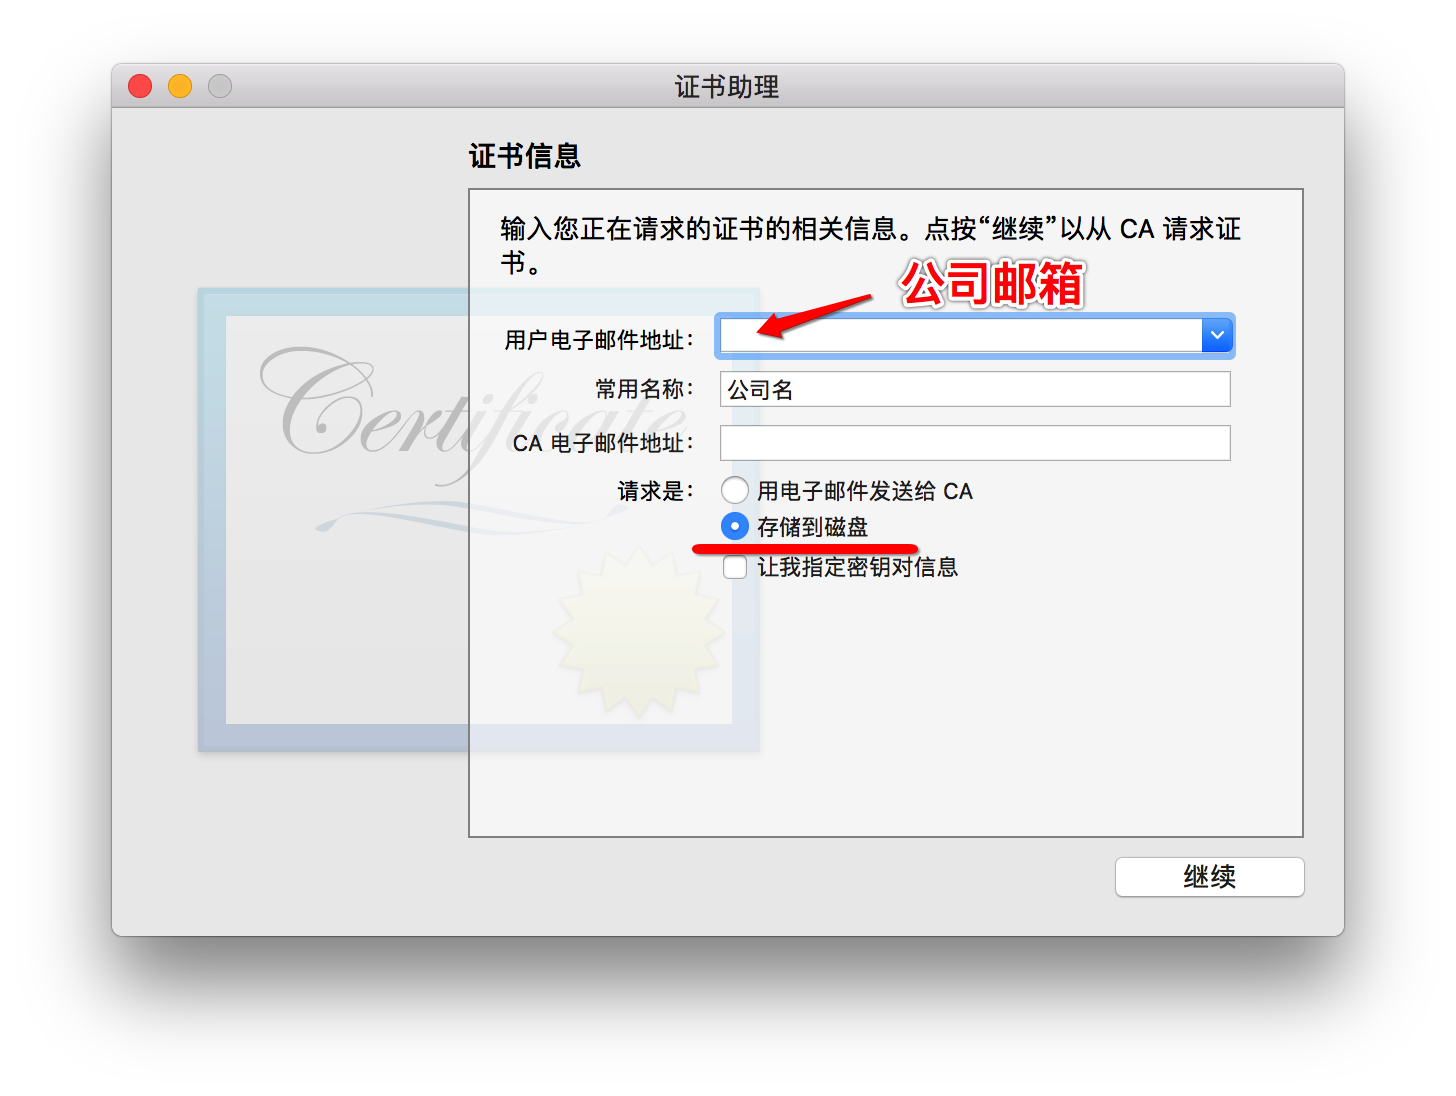 证书助理
证书信息
输入您正在请求的证书的相关信息。点按“继续”以从 CA 请求证
书。
公司邮箱
用户电子邮件地址：
常用名称： 公司名
CA 电子邮件地址：
请求是： 用电子邮件发送给 CA
存储到磁盘
让我指定密钥对信息
Certificate
继续